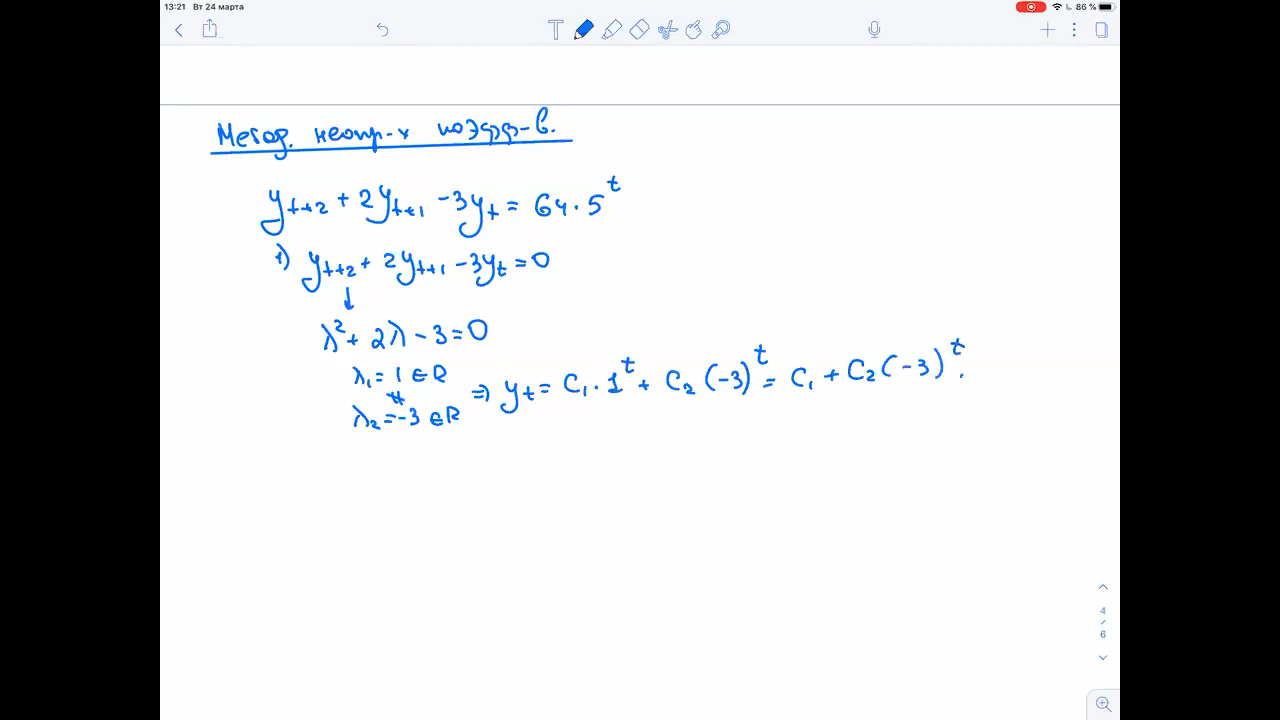 13:21 Вт 24 марта 86 %
Метод. неопр-х коэфф-в.
y_{t+2} + 2y_{t+1} - 3y_t = 64 · 5^t
1) y_{t+2} + 2y_{t+1} - 3y_t = 0
↓
λ² + 2λ - 3 = 0
λ₁ = 1 ∈ R
≠
λ₂ = -3 ∈ R
⇒ y_t = C₁ · 1^t + C₂ (-3)^t = C₁ + C₂ (-3)^t.
4
6